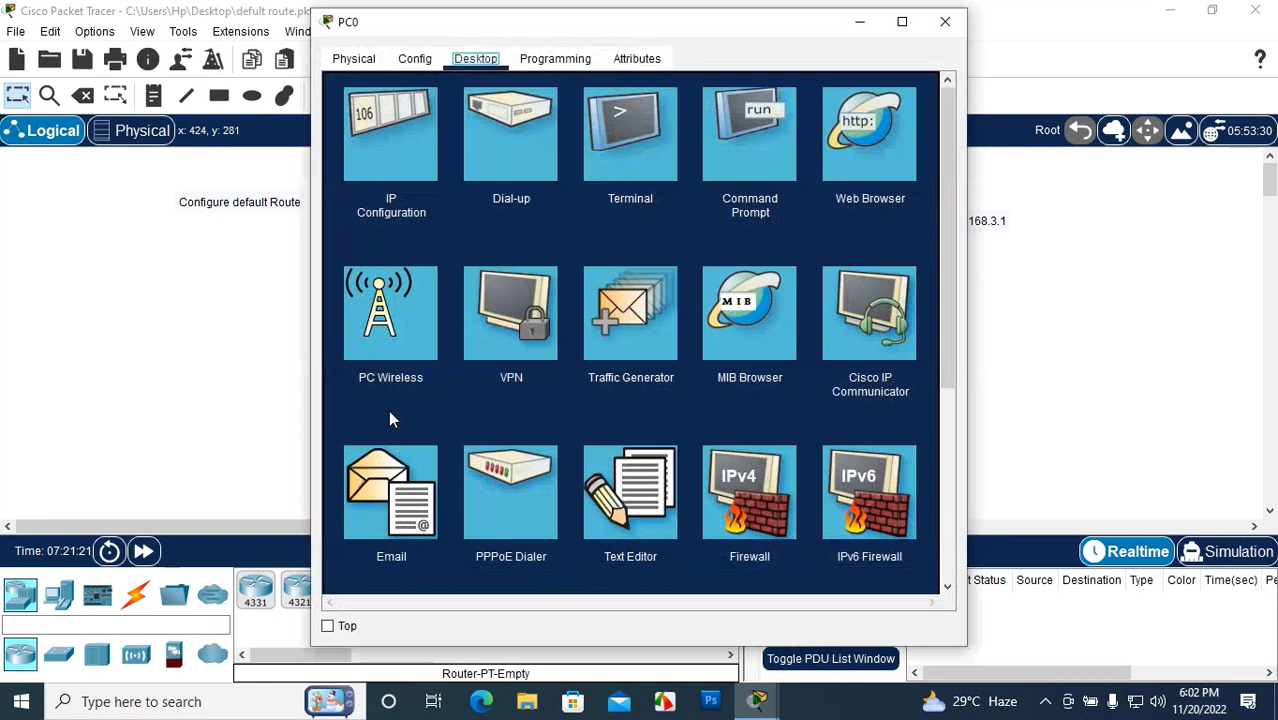 Cisco Packet Tracer - C:\Users\Hp\Desktop\defult route.pk
PC0
File Edit Options View Tools Extensions Wind
Physical Config Desktop Programming Attributes
Logical Physical x: 424, y: 281
Root 05:53:30
106
>
run
http:
IP Configuration
Dial-up
Terminal
Command Prompt
Web Browser
Configure default Route
168.3.1
MIB
PC Wireless
VPN
Traffic Generator
MIB Browser
Cisco IP Communicator
@
IPv4
IPv6
Email
PPPoE Dialer
Text Editor
Firewall
IPv6 Firewall
Time: 07:21:21
Realtime Simulation
t Status Source Destination Type Color Time(sec) Pe
4331 4321
Top
Toggle PDU List Window
Router-PT-Empty
Type here to search
Ps
29°C Haze
6:02 PM
11/20/2022